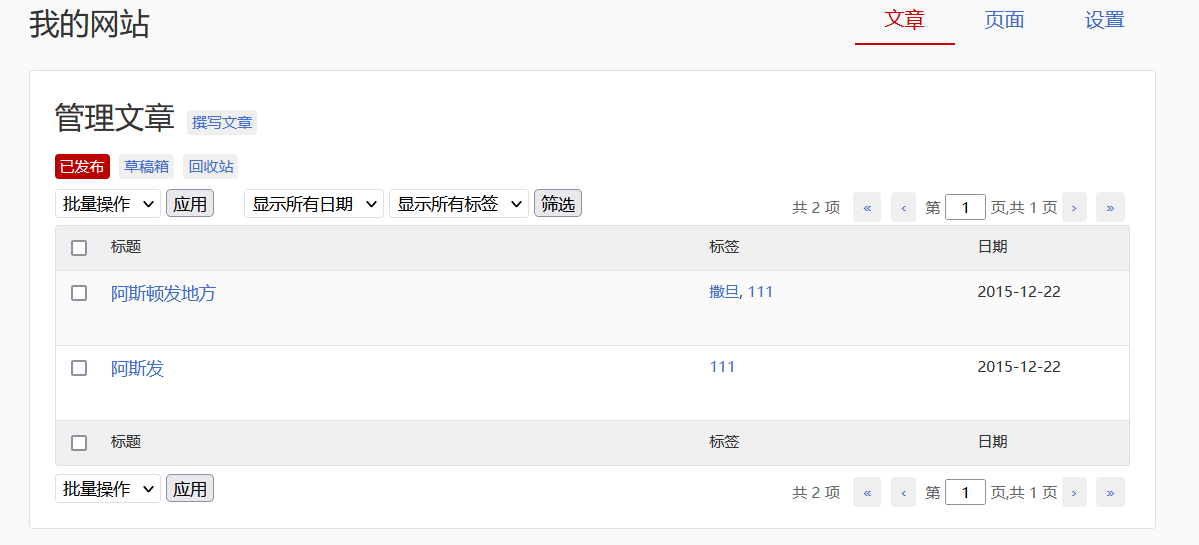 我的网站 文章 页面 设置
管理文章 撰写文章
已发布 草稿箱 回收站
批量操作 应用 显示所有日期 显示所有标签 筛选 共 2 项 « ‹ 第 1 页,共 1 页 › »
标题 标签 日期
阿斯顿发地方 撒旦, 111 2015-12-22
阿斯发 111 2015-12-22
标题 标签 日期
批量操作 应用 共 2 项 « ‹ 第 1 页,共 1 页 › »